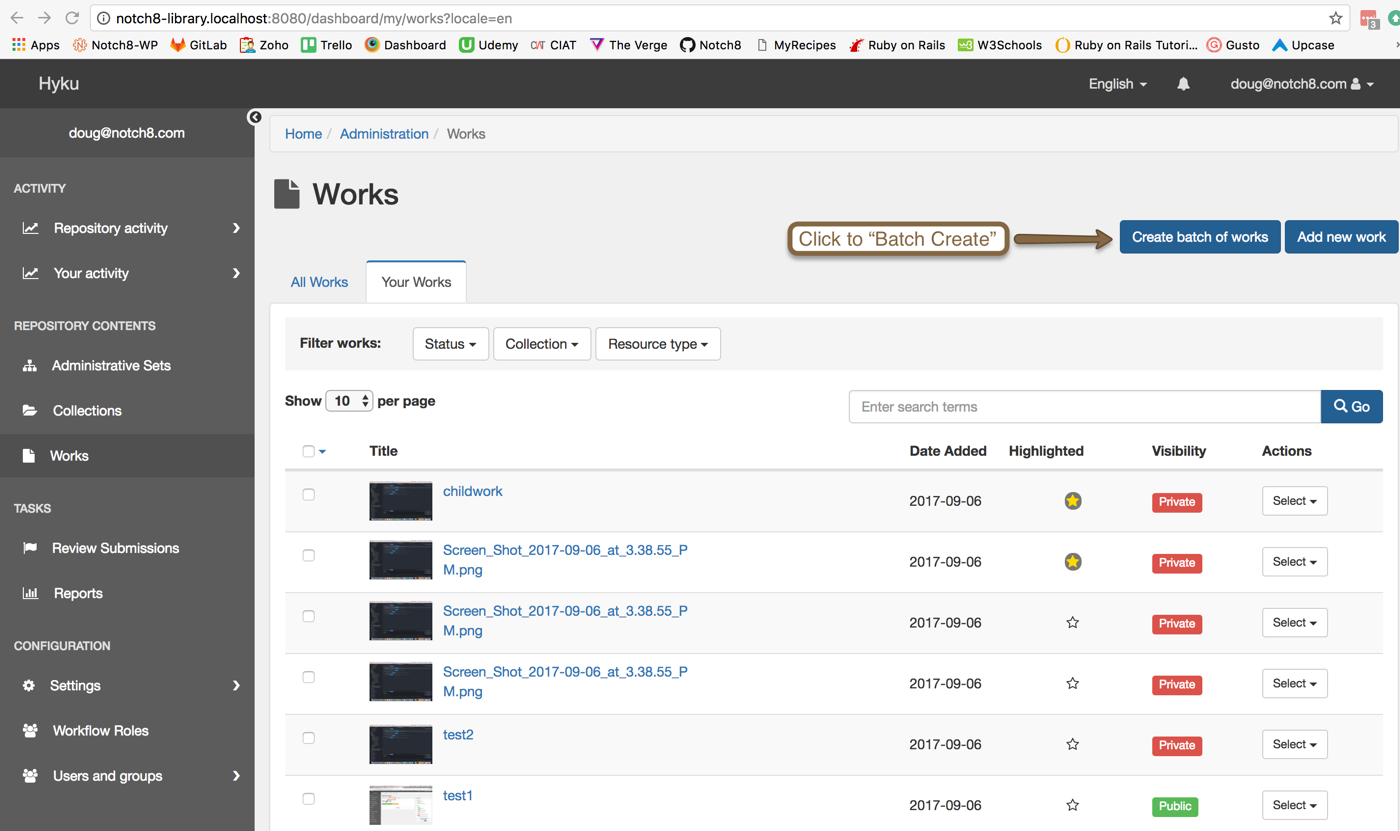 notch8-library.localhost:8080/dashboard/my/works?locale=en
3
Apps Notch8-WP GitLab Zoho Trello Dashboard Udemy CIAT The Verge Notch8 MyRecipes Ruby on Rails W3Schools Ruby on Rails Tutori... Gusto Upcase
Hyku
English
doug@notch8.com
doug@notch8.com
ACTIVITY
Repository activity
Your activity
REPOSITORY CONTENTS
Administrative Sets
Collections
Works
TASKS
Review Submissions
Reports
CONFIGURATION
Settings
Workflow Roles
Users and groups
Home / Administration / Works
Works
Click to “Batch Create”
Create batch of works
Add new work
All Works
Your Works
Filter works:
Status
Collection
Resource type
Show 10 per page
Enter search terms
Go
Title Date Added Highlighted Visibility Actions
childwork 2017-09-06 Private Select
Screen_Shot_2017-09-06_at_3.38.55_P
M.png
2017-09-06 Private Select
Screen_Shot_2017-09-06_at_3.38.55_P
M.png
2017-09-06 Private Select
Screen_Shot_2017-09-06_at_3.38.55_P
M.png
2017-09-06 Private Select
test2 2017-09-06 Private Select
test1 2017-09-06 Public Select